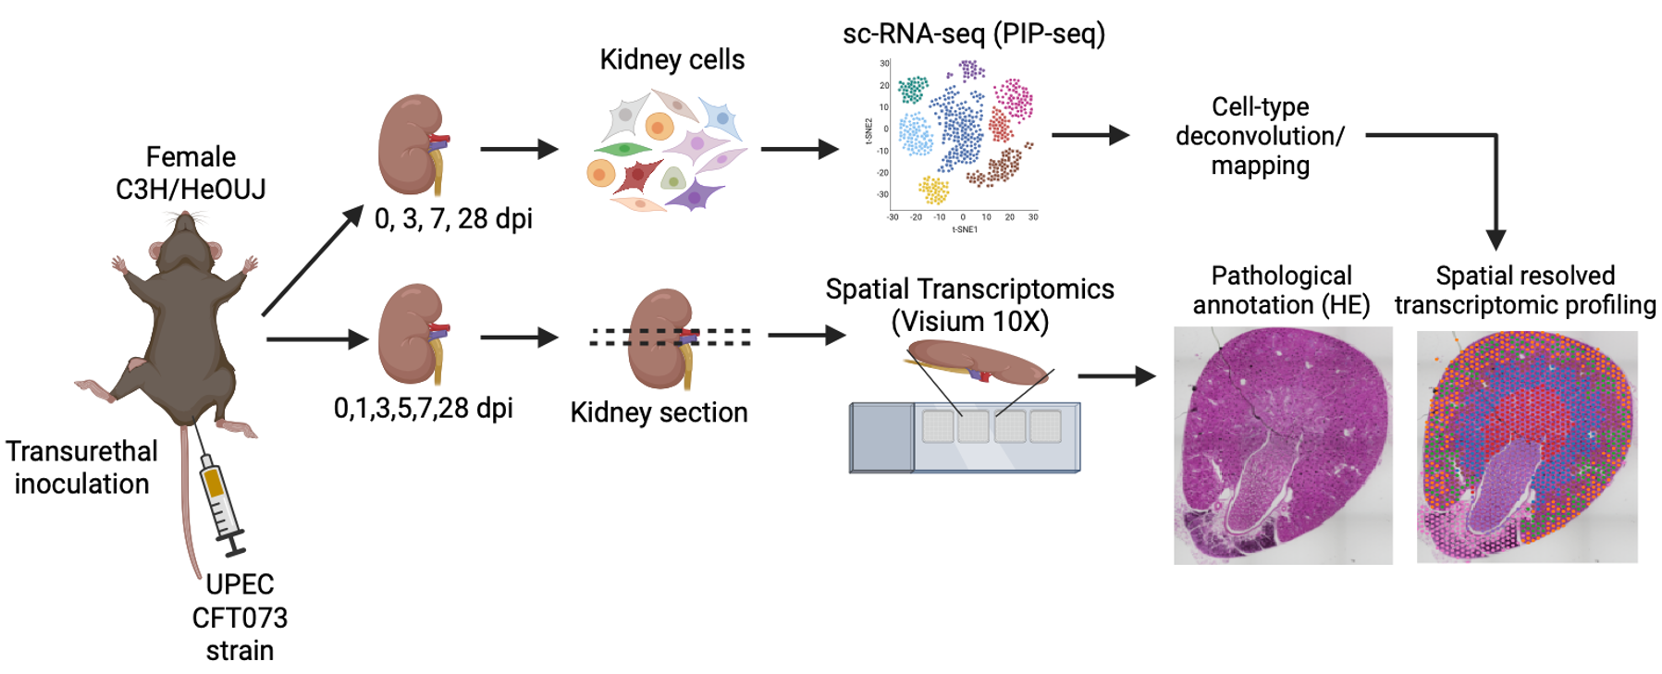 Female
C3H/HeOUJ
Transurethal
inoculation
UPEC
CFT073
strain
0, 3, 7, 28 dpi
Kidney cells
sc-RNA-seq (PIP-seq)
t-SNE2
30
20
10
0
-10
-20
-30
-30 -20 -10 0 10 20 30
t-SNE1
Cell-type
deconvolution/
mapping
0,1,3,5,7,28 dpi
Kidney section
Spatial Transcriptomics
(Visium 10X)
Pathological
annotation (HE)
Spatial resolved
transcriptomic profiling